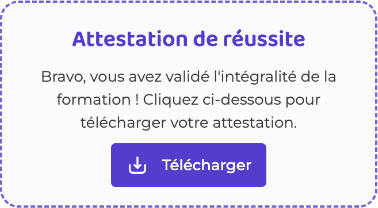 Attestation de réussite
Bravo, vous avez validé l'intégralité de la
formation ! Cliquez ci-dessous pour
télécharger votre attestation.
Télécharger